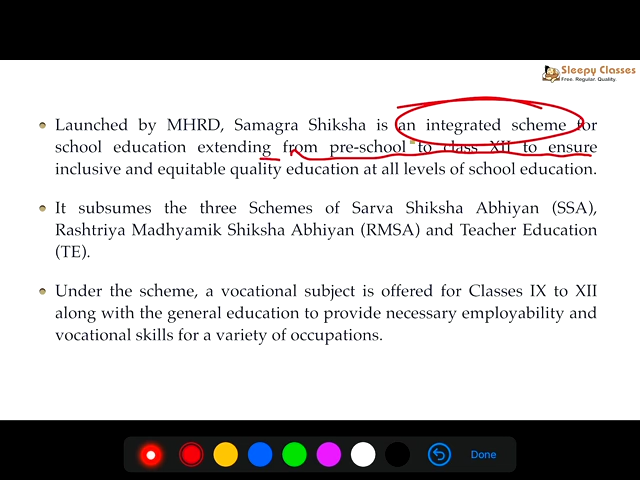 Sleepy Classes
Free. Regular. Quality.
Launched by MHRD, Samagra Shiksha is an integrated scheme for
school education extending from pre-school to class XII to ensure
inclusive and equitable quality education at all levels of school education.
It subsumes the three Schemes of Sarva Shiksha Abhiyan (SSA),
Rashtriya Madhyamik Shiksha Abhiyan (RMSA) and Teacher Education
(TE).
Under the scheme, a vocational subject is offered for Classes IX to XII
along with the general education to provide necessary employability and
vocational skills for a variety of occupations.
Done